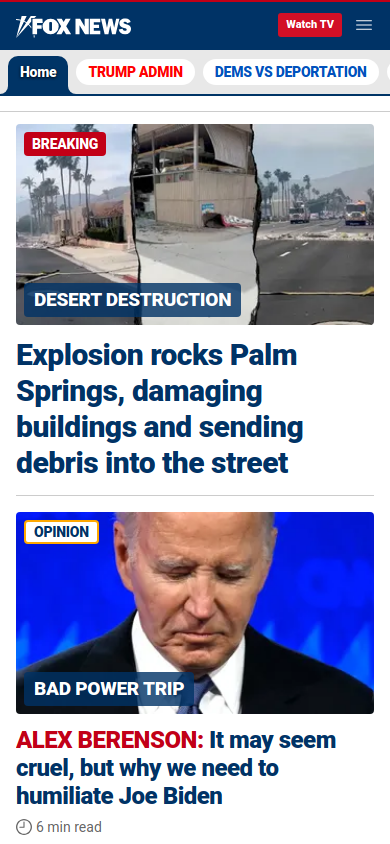 FOX NEWS
Watch TV
Home
TRUMP ADMIN
DEMS VS DEPORTATION
BREAKING
DESERT DESTRUCTION
Explosion rocks Palm
Springs, damaging
buildings and sending
debris into the street
OPINION
BAD POWER TRIP
ALEX BERENSON: It may seem
cruel, but why we need to
humiliate Joe Biden
6 min read